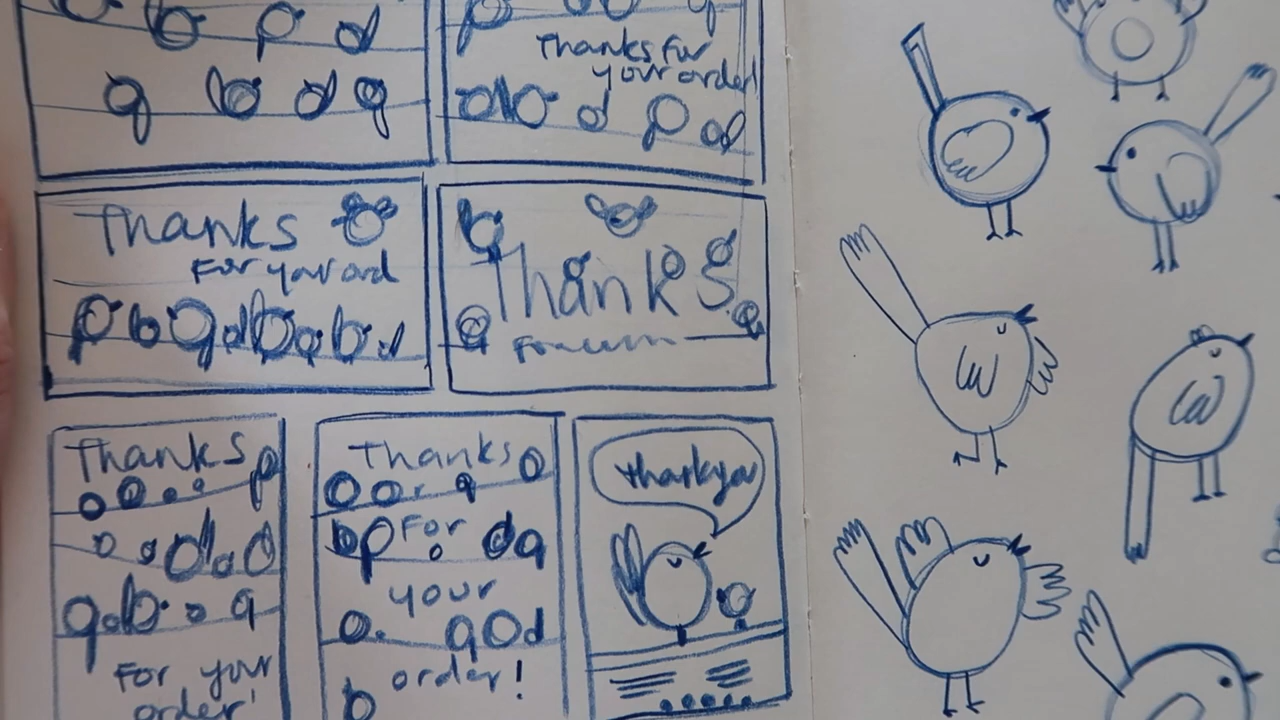 Thanks for
your order!
Thanks
For your ord
Thanks
Thanks
For your
order!
Thanks
For
your
order!
thankyou